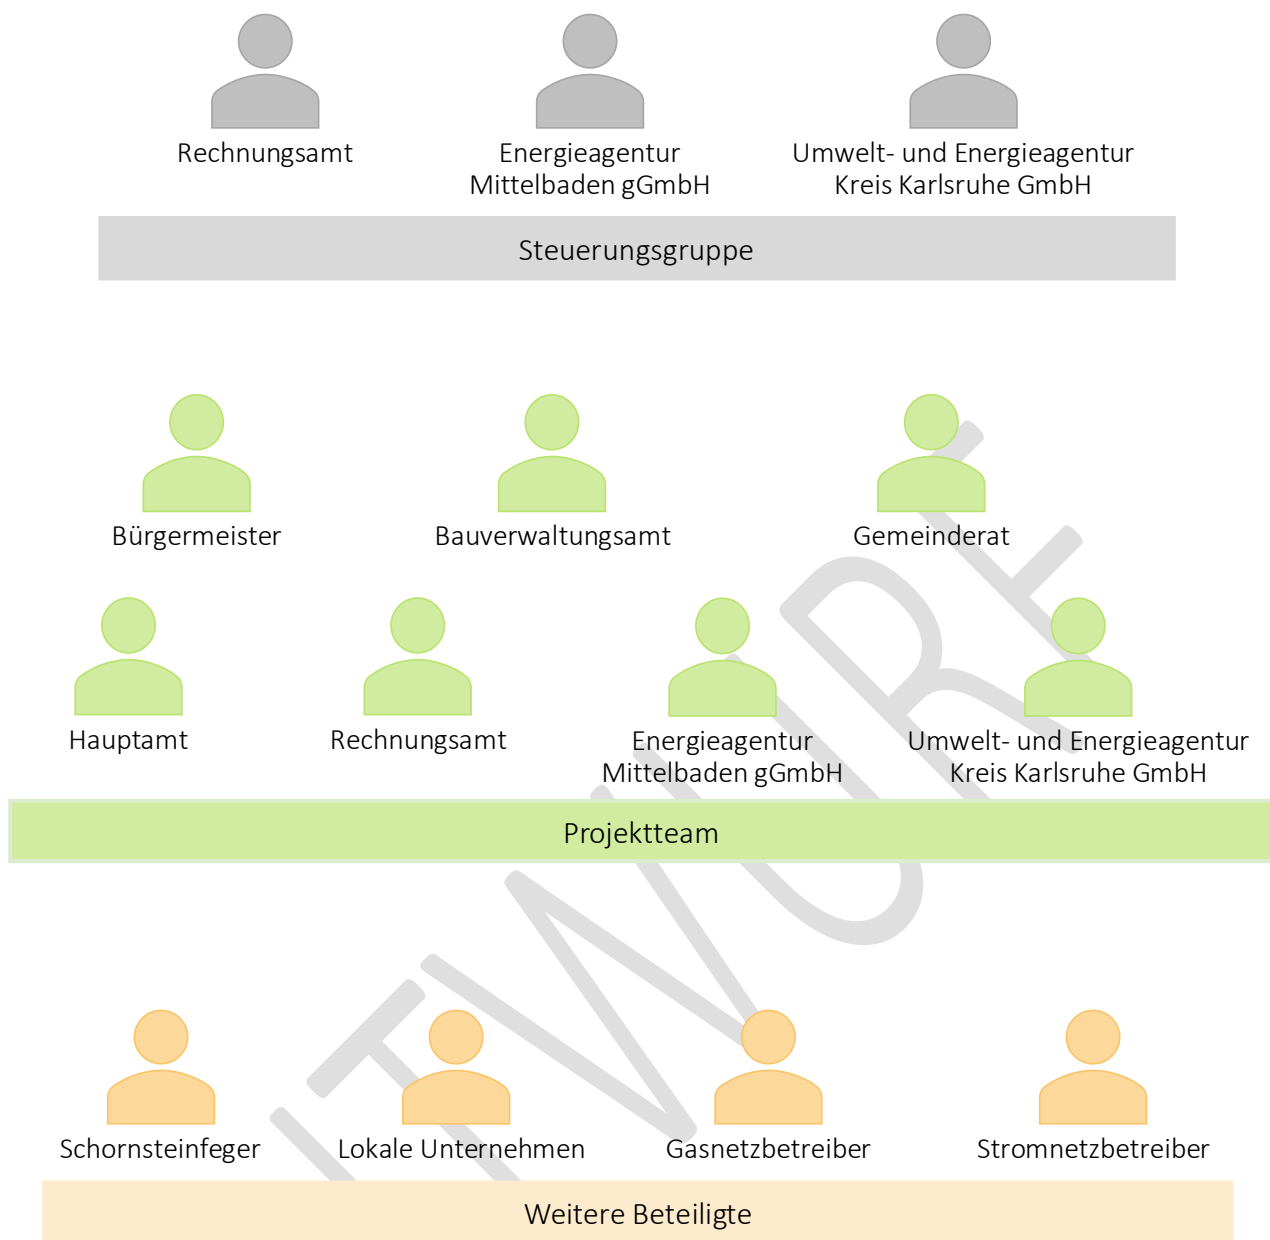 Rechnungsamt
Energieagentur
Mittelbaden gGmbH
Umwelt- und Energieagentur
Kreis Karlsruhe GmbH
Steuerungsgruppe
Bürgermeister
Bauverwaltungsamt
Gemeinderat
Hauptamt
Rechnungsamt
Energieagentur
Mittelbaden gGmbH
Umwelt- und Energieagentur
Kreis Karlsruhe GmbH
Projektteam
Schornsteinfeger
Lokale Unternehmen
Gasnetzbetreiber
Stromnetzbetreiber
Weitere Beteiligte
TWURF